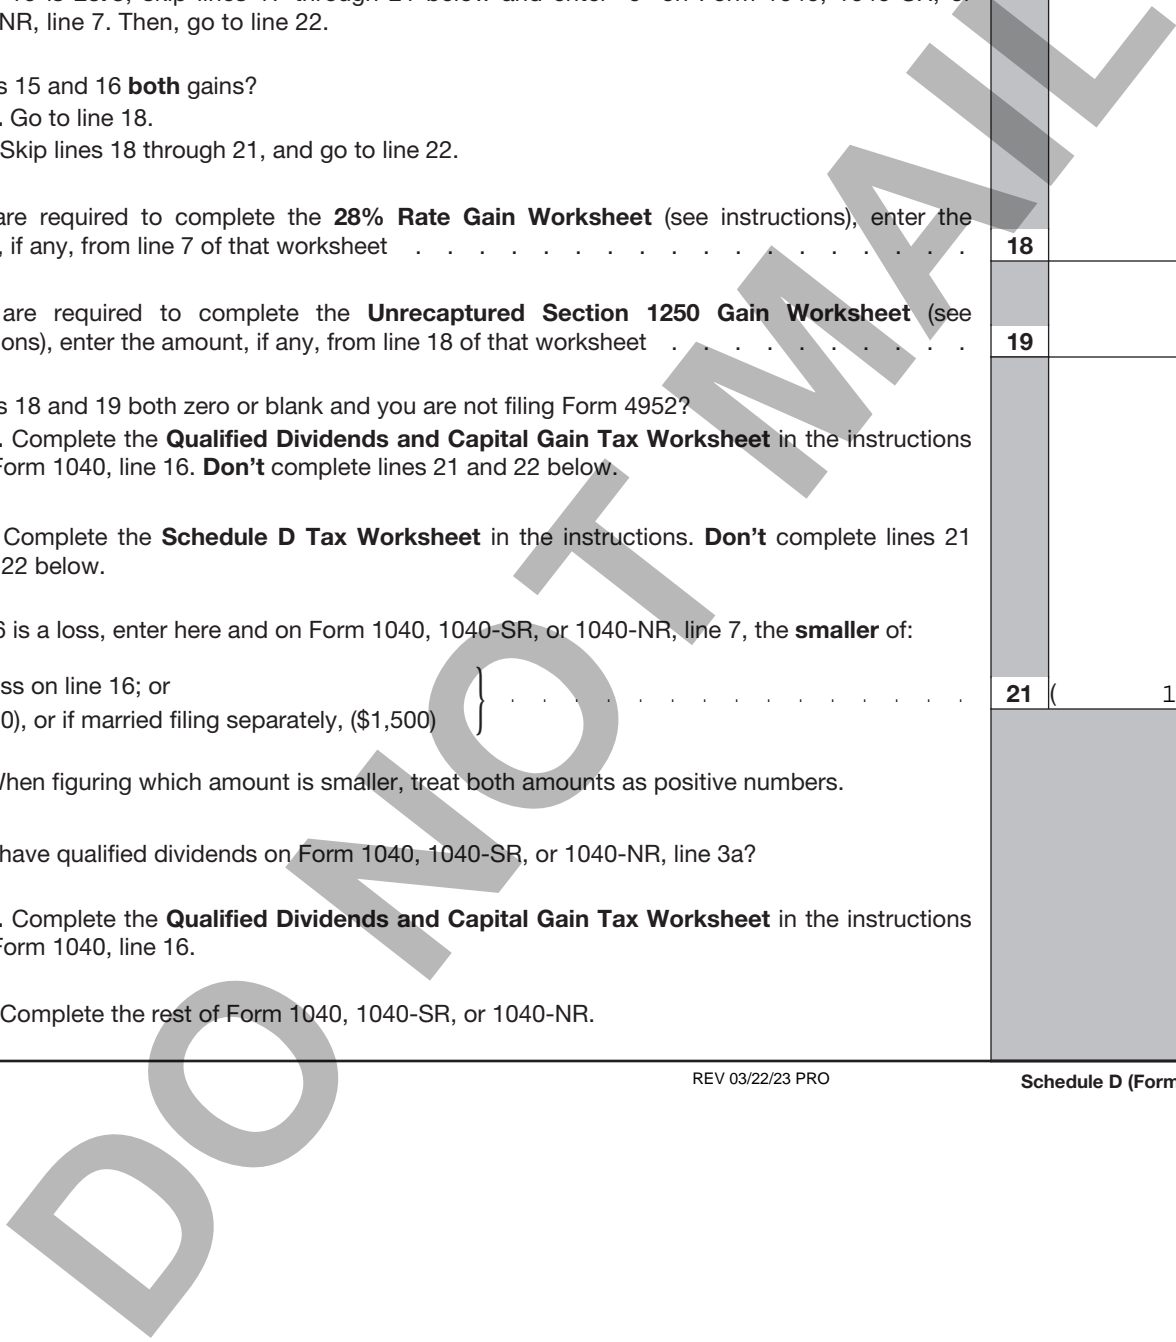 NR, line 7. Then, go to line 22.
s 15 and 16 both gains?
. Go to line 18.
Skip lines 18 through 21, and go to line 22.
are required to complete the 28% Rate Gain Worksheet (see instructions), enter the
, if any, from line 7 of that worksheet . . . . . . . . . . . . . . . . . . 18
are required to complete the Unrecaptured Section 1250 Gain Worksheet (see
ons), enter the amount, if any, from line 18 of that worksheet . . . . . . . . . . 19
s 18 and 19 both zero or blank and you are not filing Form 4952?
. Complete the Qualified Dividends and Capital Gain Tax Worksheet in the instructions
Form 1040, line 16. Don't complete lines 21 and 22 below.
Complete the Schedule D Tax Worksheet in the instructions. Don't complete lines 21
22 below.
6 is a loss, enter here and on Form 1040, 1040-SR, or 1040-NR, line 7, the smaller of:
ss on line 16; or
0), or if married filing separately, ($1,500) } . . . . . . . . . . . . . . . 21 ( 1
When figuring which amount is smaller, treat both amounts as positive numbers.
have qualified dividends on Form 1040, 1040-SR, or 1040-NR, line 3a?
. Complete the Qualified Dividends and Capital Gain Tax Worksheet in the instructions
Form 1040, line 16.
Complete the rest of Form 1040, 1040-SR, or 1040-NR.
REV 03/22/23 PRO Schedule D (Form
DO NOT MAIL